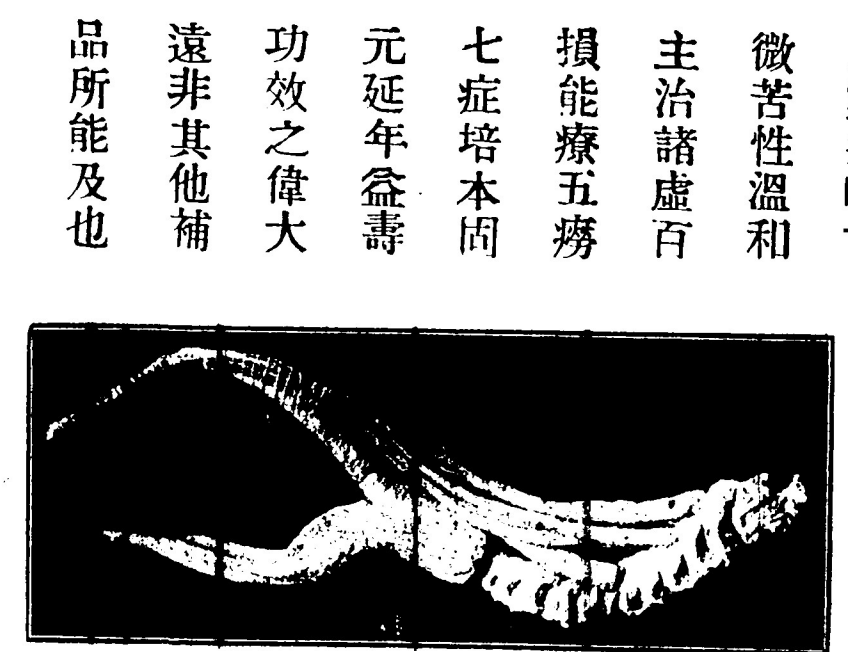 微苦性溫和
主治諸虛百
損能療五癆
七症培本固
元延年益壽
功效之偉大
遠非其他補
品所能及也